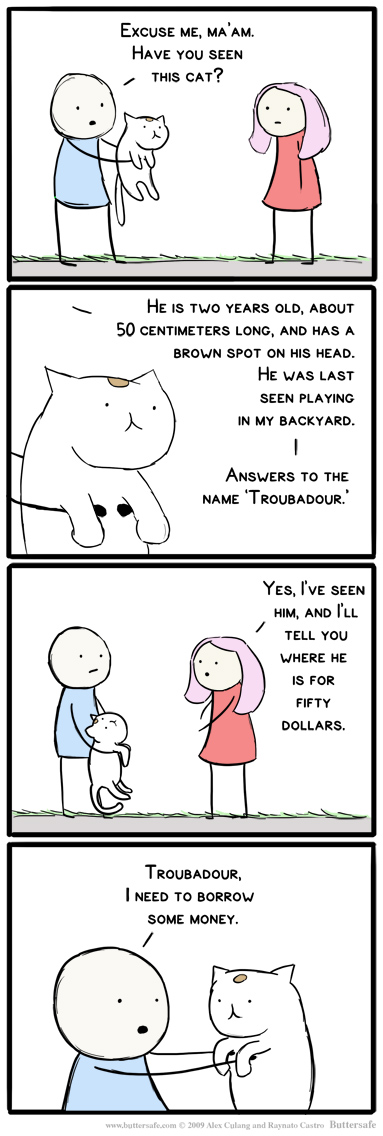 Excuse me, ma'am.
Have you seen
this cat?
He is two years old, about
50 centimeters long, and has a
brown spot on his head.
He was last
seen playing
in my backyard.
Answers to the
name 'Troubadour.'
Yes, I've seen
him, and I'll
tell you
where he
is for
fifty
dollars.
Troubadour,
I need to borrow
some money.
www.buttersafe.com © 2009 Alex Culang and Raynato Castro Buttersafe